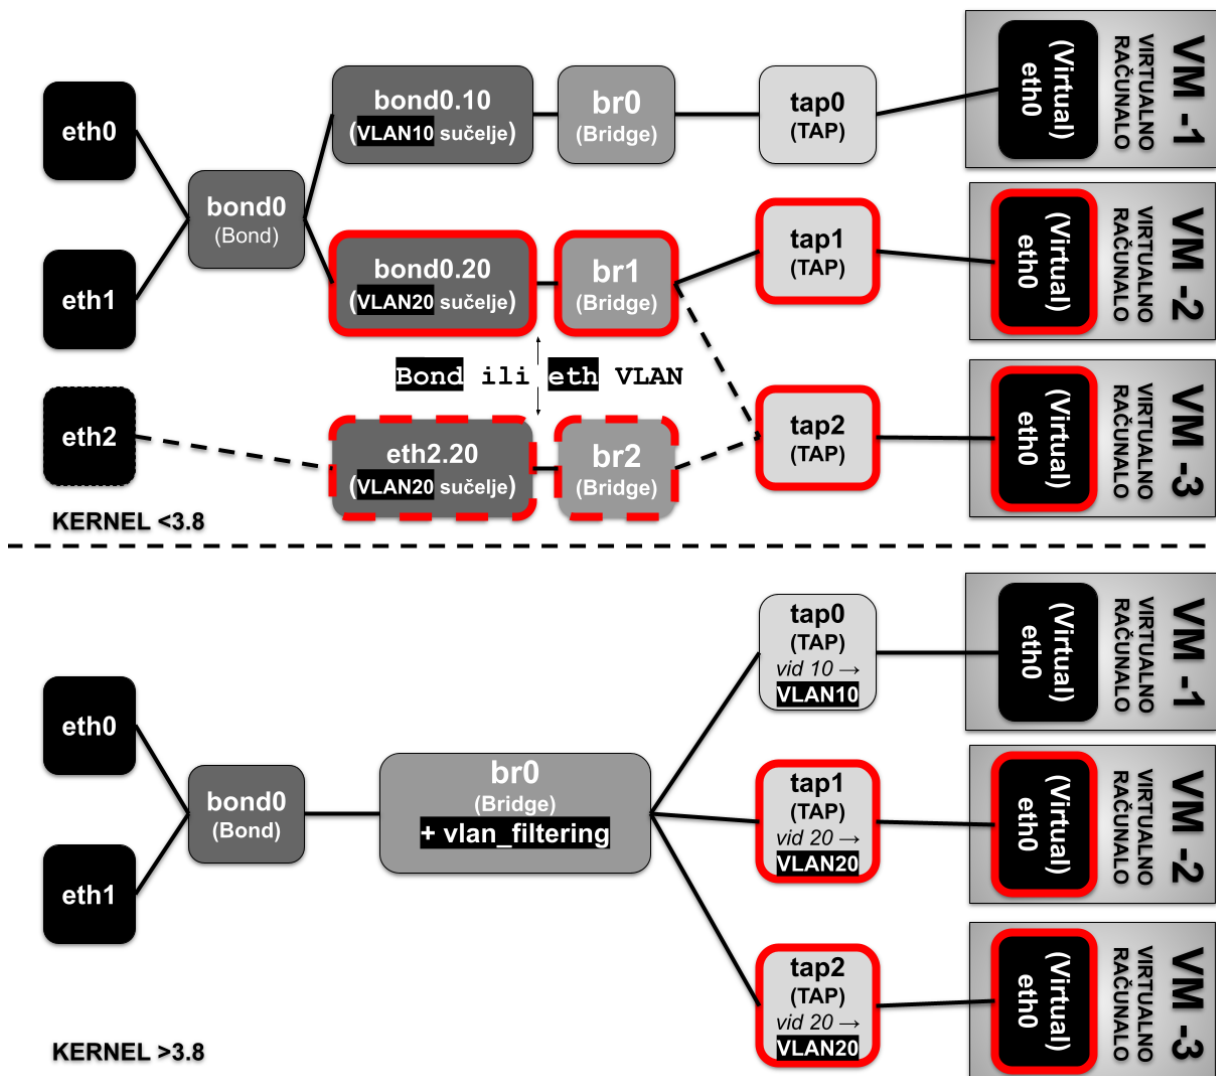 eth0
eth1
eth2
bond0
(Bond)
bond0.10
(VLAN10 sučelje)
br0
(Bridge)
tap0
(TAP)
(Virtual)
eth0
VIRTUALNO
RAČUNALO
VM -1
bond0.20
(VLAN20 sučelje)
br1
(Bridge)
tap1
(TAP)
(Virtual)
eth0
VIRTUALNO
RAČUNALO
VM -2
Bond ili eth VLAN
eth2.20
(VLAN20 sučelje)
br2
(Bridge)
tap2
(TAP)
(Virtual)
eth0
VIRTUALNO
RAČUNALO
VM -3
KERNEL <3.8
eth0
eth1
bond0
(Bond)
br0
(Bridge)
+ vlan_filtering
tap0
(TAP)
vid 10 →
VLAN10
(Virtual)
eth0
VIRTUALNO
RAČUNALO
VM -1
tap1
(TAP)
vid 20 →
VLAN20
(Virtual)
eth0
VIRTUALNO
RAČUNALO
VM -2
tap2
(TAP)
vid 20 →
VLAN20
(Virtual)
eth0
VIRTUALNO
RAČUNALO
VM -3
KERNEL >3.8